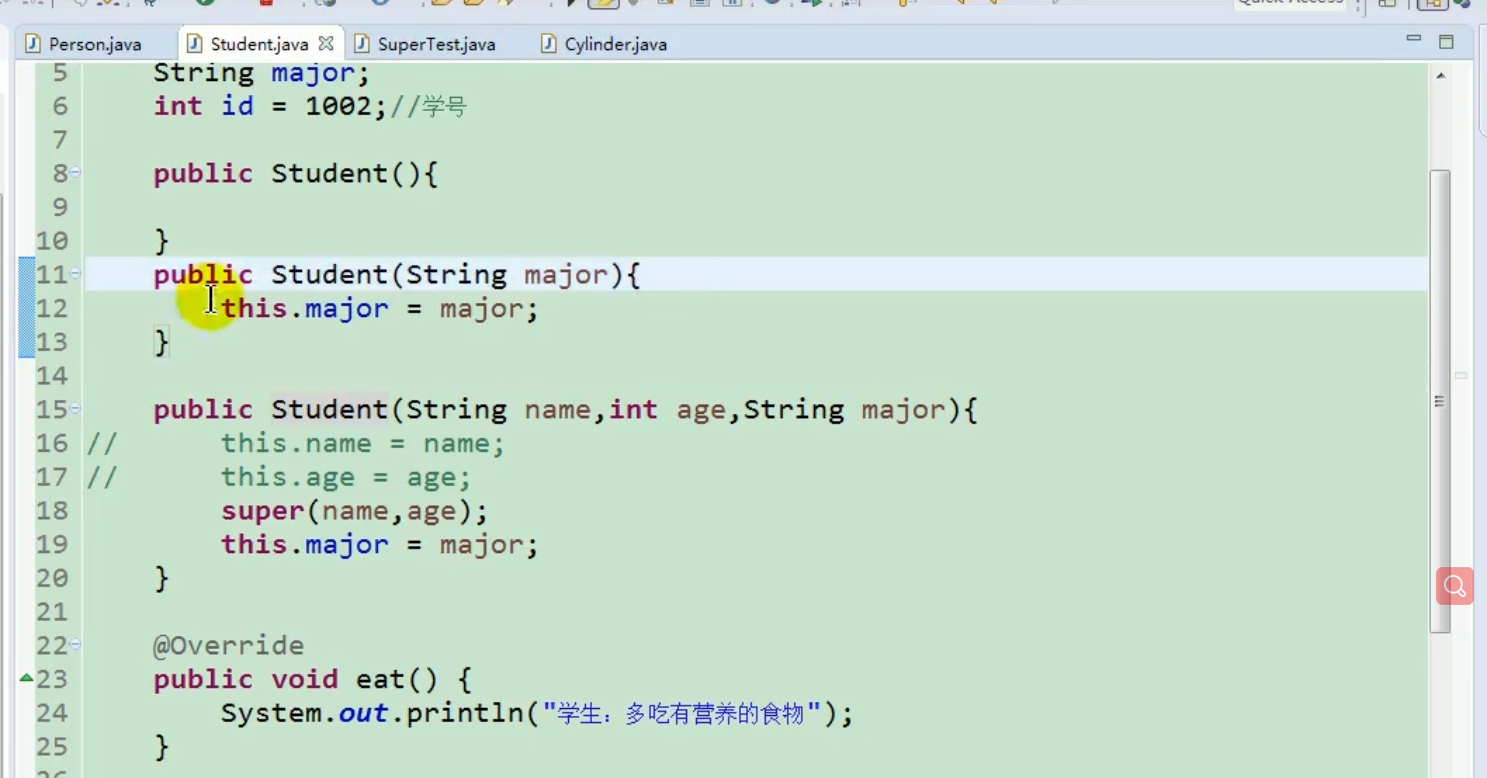 Quick Access
Person.java Student.java SuperTest.java Cylinder.java
5 String major;
6 int id = 1002;//学号
7
8 public Student(){
9
10 }
11 public Student(String major){
12 this.major = major;
13 }
14
15 public Student(String name,int age,String major){
16 // this.name = name;
17 // this.age = age;
18 super(name,age);
19 this.major = major;
20 }
21
22 @Override
23 public void eat() {
24 System.out.println("学生：多吃有营养的食物");
25 }
26